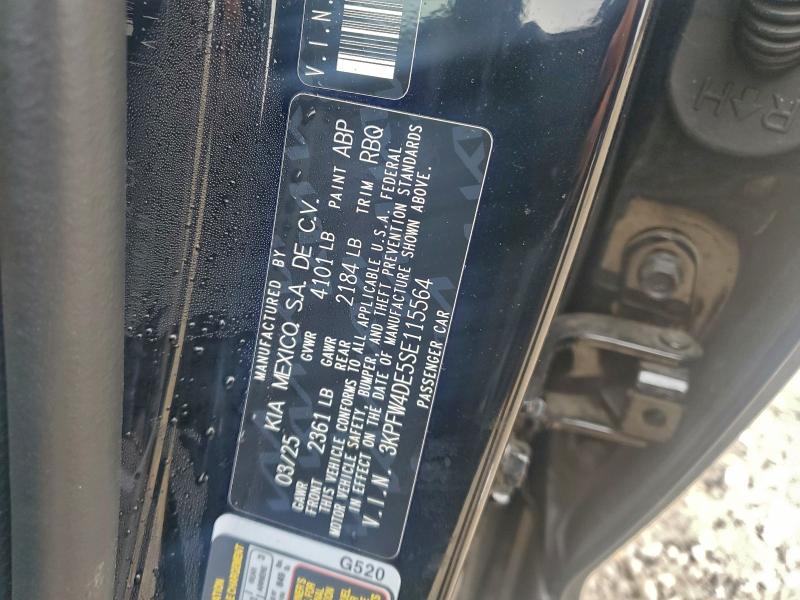 V.I.N.
MANUFACTURED BY
03/25 KIA MEXICO, S.A. DE C.V.
GAWR FRONT 2361 LB GAWR REAR 2184 LB GVWR 4101 LB
PAINT ABP
TRIM RBQ
THIS VEHICLE CONFORMS TO ALL APPLICABLE U.S.A. FEDERAL
MOTOR VEHICLE SAFETY, BUMPER, AND THEFT PREVENTION STANDARDS
IN EFFECT ON THE DATE OF MANUFACTURE SHOWN ABOVE.
V.I.N. 3KPFW4DE5SE115564
PASSENGER CAR
G520
RAH